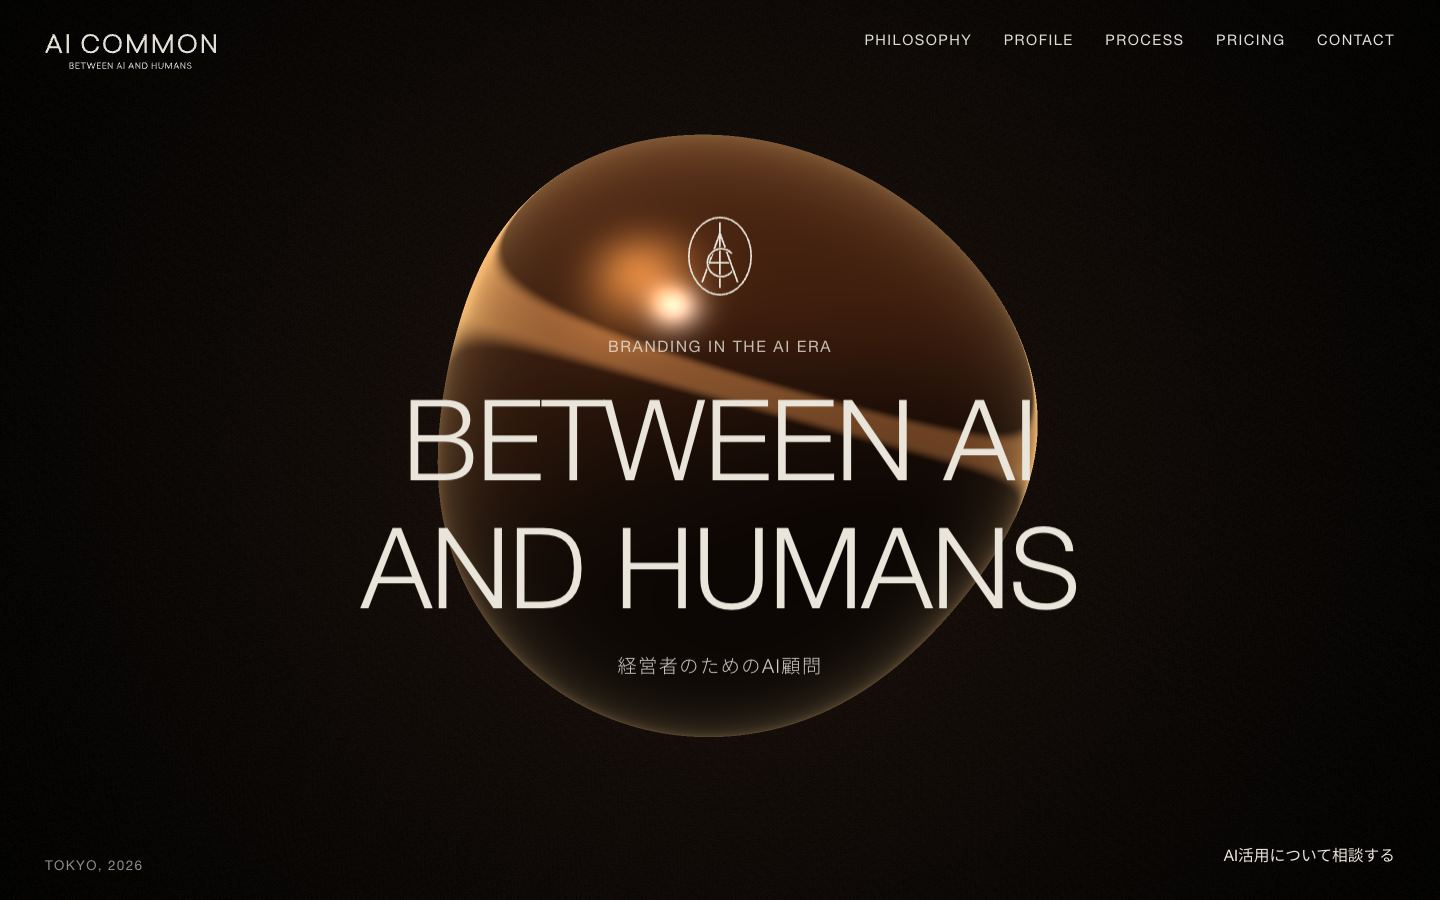 AI COMMON
BETWEEN AI AND HUMANS
PHILOSOPHY
PROFILE
PROCESS
PRICING
CONTACT
BRANDING IN THE AI ERA
BETWEEN AI
AND HUMANS
経営者のためのAI顧問
TOKYO, 2026
AI活用について相談する